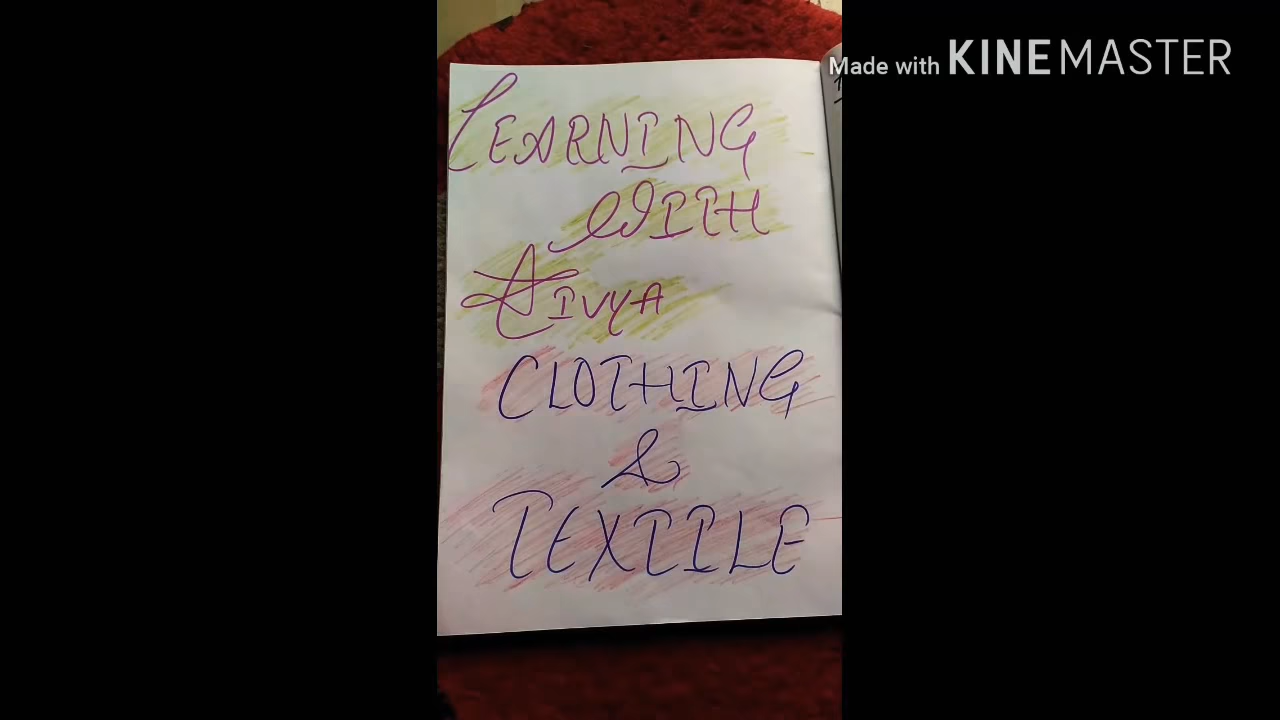 Made with KINEMASTER
LEARNING
WITH
DIVYA
CLOTHING
&
TEXTILE